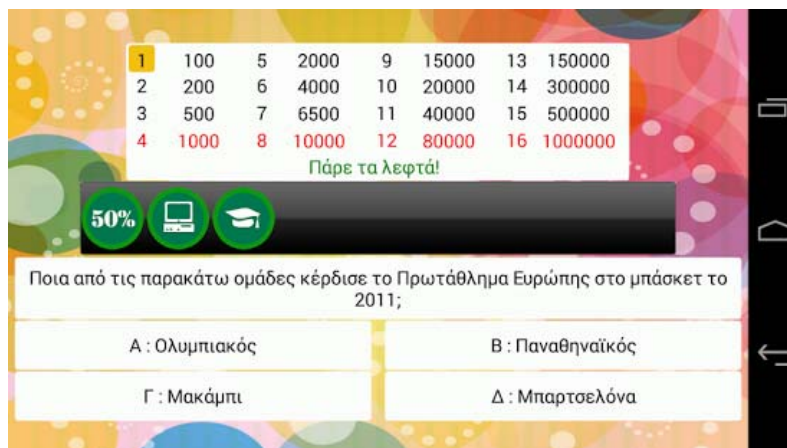 1 100 5 2000 9 15000 13 150000
2 200 6 4000 10 20000 14 300000
3 500 7 6500 11 40000 15 500000
4 1000 8 10000 12 80000 16 1000000
Πάρε τα λεφτά!
50%
Ποια από τις παρακάτω ομάδες κέρδισε το Πρωτάθλημα Ευρώπης στο μπάσκετ το
2011;
Α : Ολυμπιακός
Β : Παναθηναϊκός
Γ : Μακάμπι
Δ : Μπαρτσελόνα